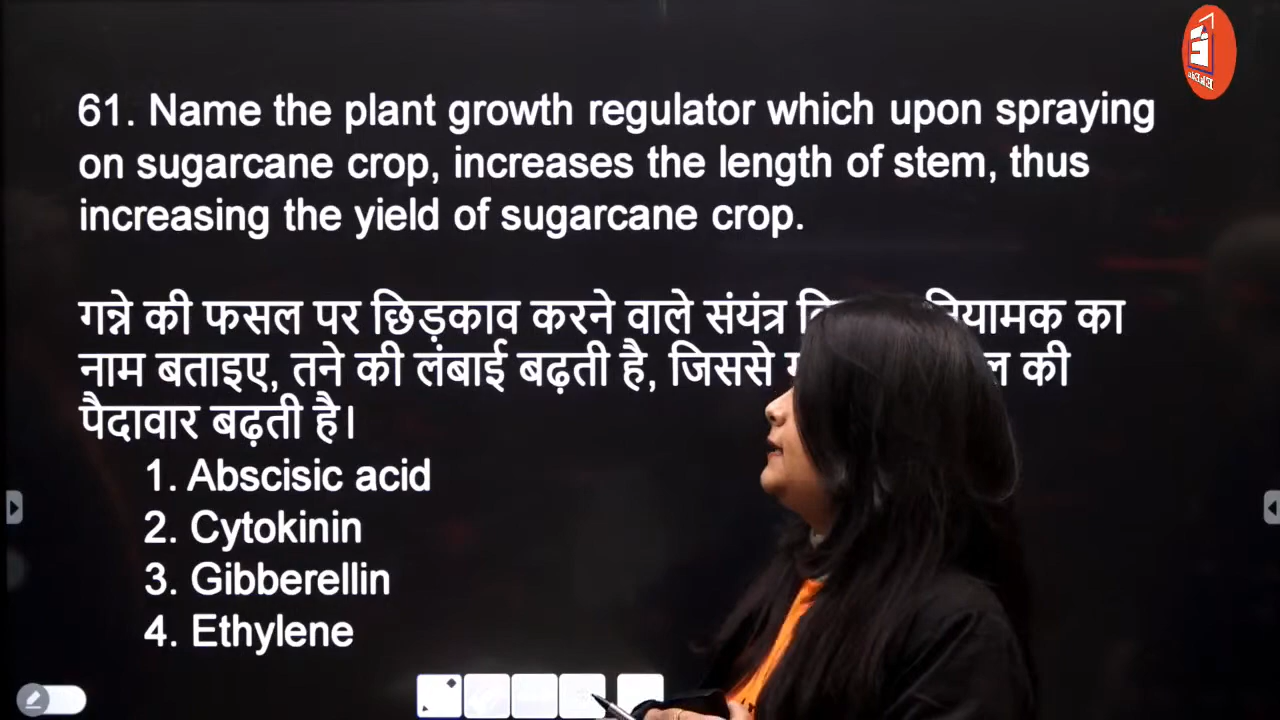 61. Name the plant growth regulator which upon spraying
on sugarcane crop, increases the length of stem, thus
increasing the yield of sugarcane crop.
गन्ने की फसल पर छिड़काव करने वाले संयंत्र का
नाम बताइए, तने की लंबाई बढ़ती है, जिससे की
पैदावार बढ़ती है।
1. Abscisic acid
2. Cytokinin
3. Gibberellin
4. Ethylene